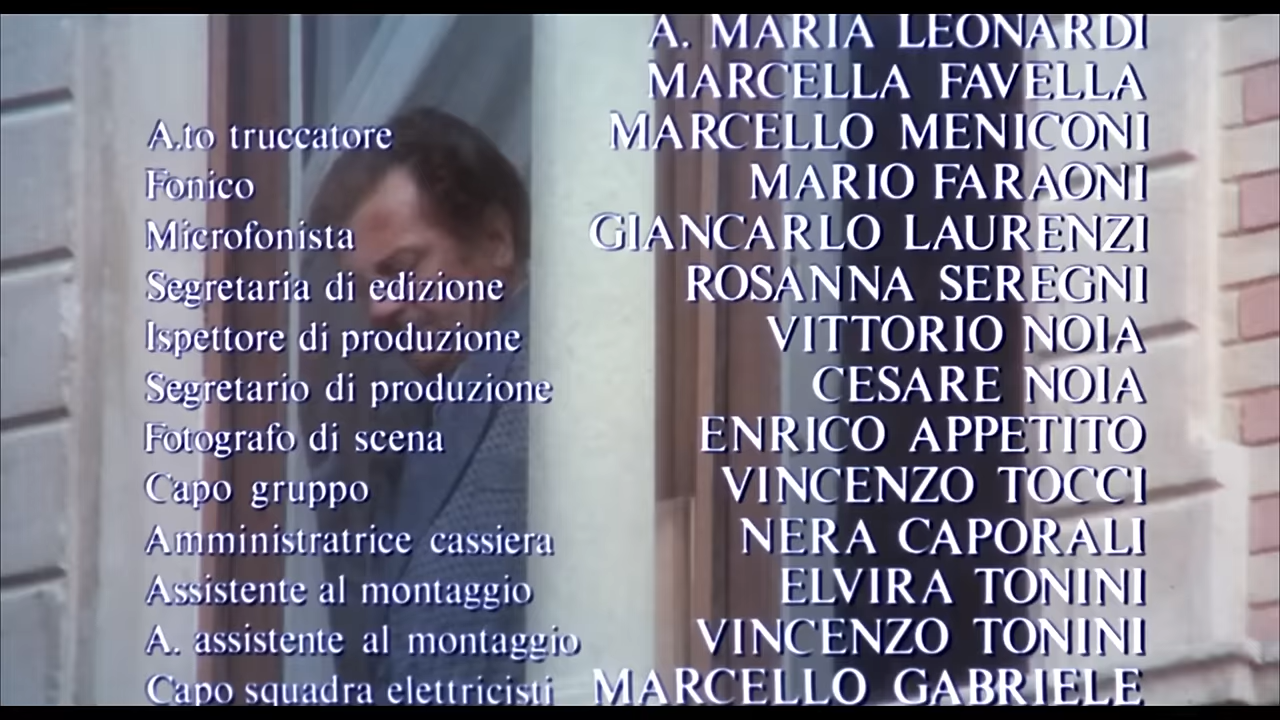 A. MARIA LEONARDI
MARCELLA FAVELLA
A.to truccatore MARCELLO MENICONI
Fonico MARIO FARAONI
Microfonista GIANCARLO LAURENZI
Segretaria di edizione ROSANNA SEREGNI
Ispettore di produzione VITTORIO NOIA
Segretario di produzione CESARE NOIA
Fotografo di scena ENRICO APPETITO
Capo gruppo VINCENZO TOCCI
Amministratrice cassiera NERA CAPORALI
Assistente al montaggio ELVIRA TONINI
A. assistente al montaggio VINCENZO TONINI
Capo squadra elettricisti MARCELLO GABRIELE